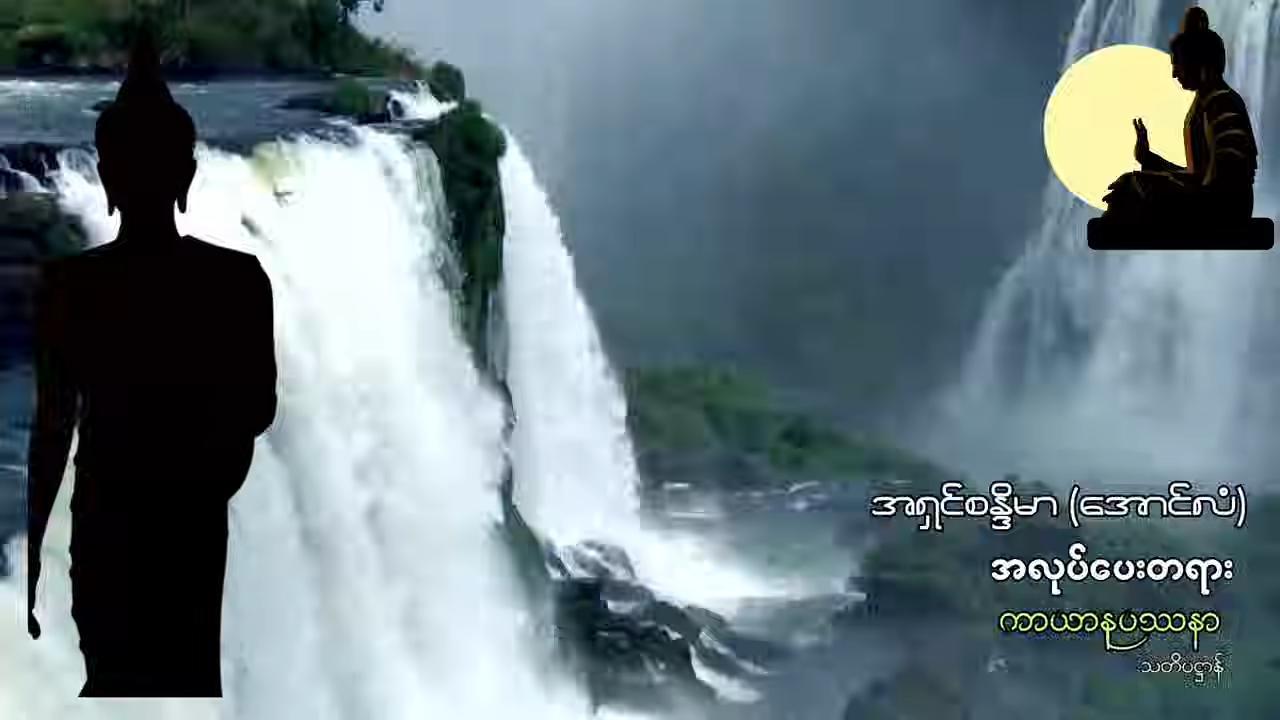 အရှင်စန္ဒိမာ (အောင်လံ)
အလုပ်ပေးတရား
ကာယာနုပဿနာ
သတိပဋ္ဌာန်